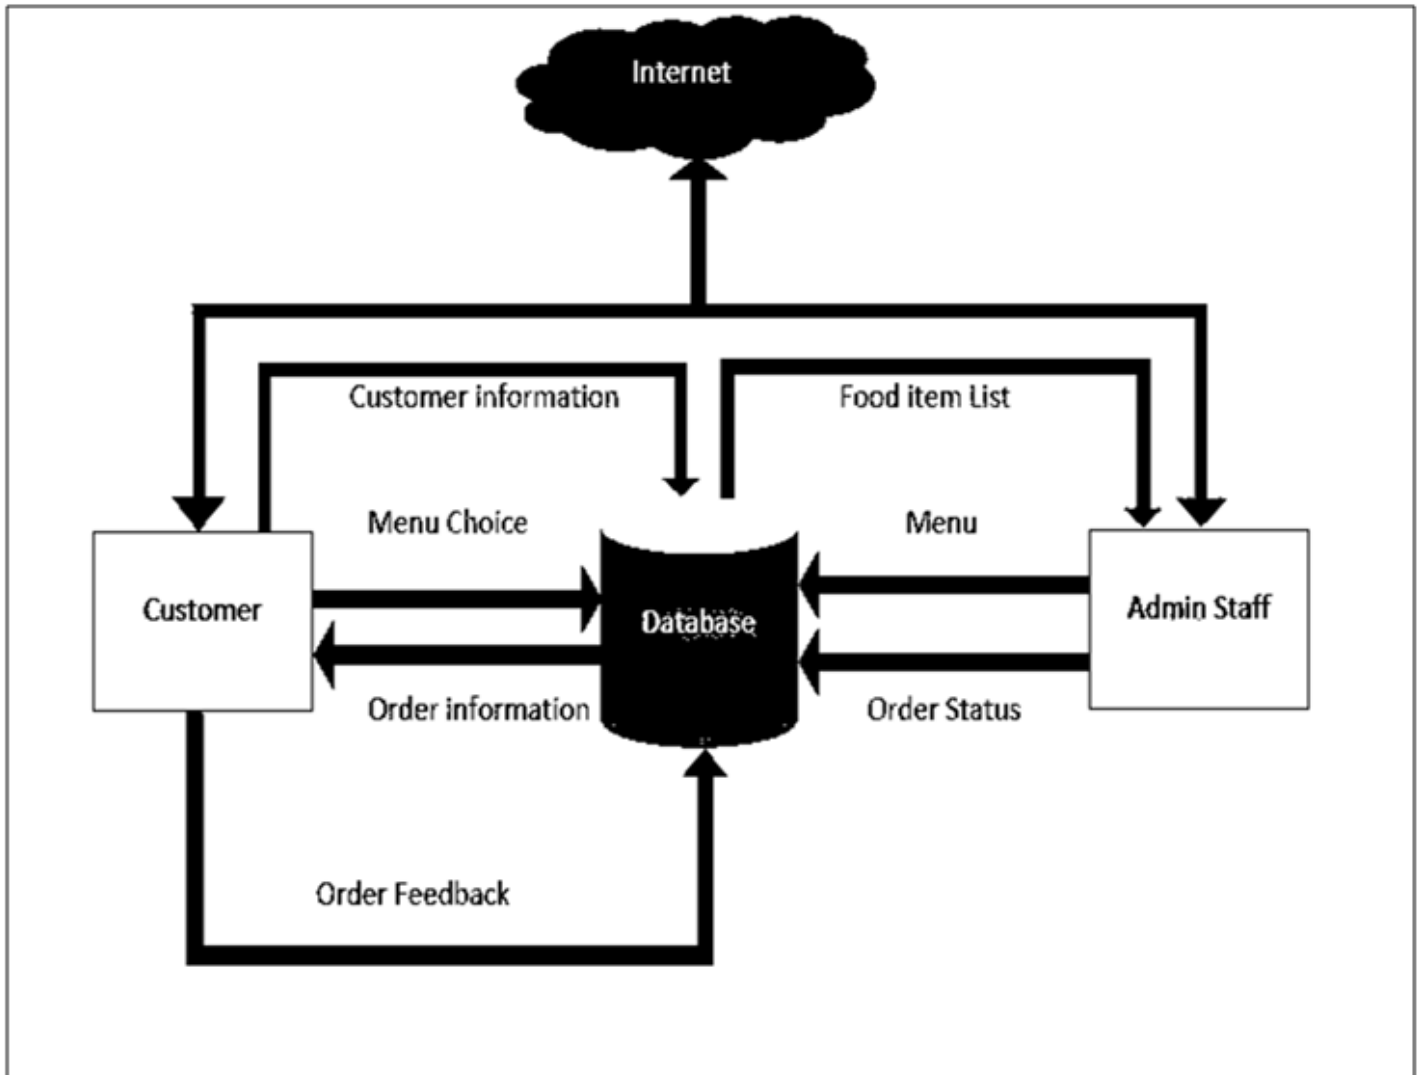 Internet
Customer information
Food item List
Menu Choice
Menu
Customer
Database
Admin Staff
Order information
Order Status
Order Feedback